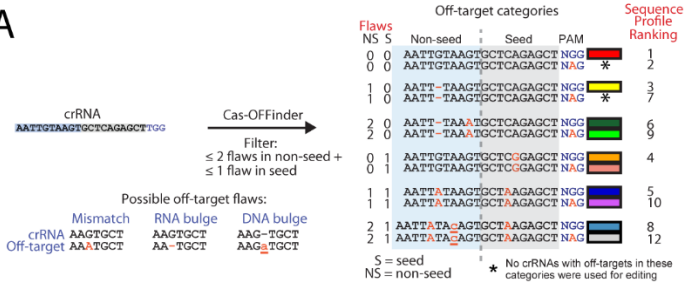 A
Off-target categories
Sequence
Profile
Ranking
Flaws
NS S
Non-seed Seed PAM
0 0 AATTGTAAGTGCTCAGAGCT NGG 1
0 0 AATTGTAAGTGCTCAGAGCT NAG * 2
1 0 AATT-TAAGTGCTCAGAGCT NGG 3
1 0 AATT-TAAGTGCTCAGAGCT NAG * 7
2 0 AATT-TAAATGCTCAGAGCT NGG 6
2 0 AATT-TAAATGCTCAGAGCT NAG 9
0 1 AATTGTAAGTGCTCGGAGCT NGG 4
0 1 AATTGTAAGTGCTCGGAGCT NAG
1 1 AATTATAAGTGCTAAGAGCT NGG 5
1 1 AATTATAAGTGCTAAGAGCT NAG 10
2 1 AATTATACGTGCTAAGAGCT NGG 8
2 1 AATTATACGTGCTAAGAGCT NAG 12
S = seed
NS = non-seed
* No crRNAs with off-targets in these
categories were used for editing
crRNA
AATTGTAAGTGCTCAGAGCTTGG
Cas-OFFinder
Filter:
≤ 2 flaws in non-seed +
≤ 1 flaw in seed
Possible off-target flaws:
Mismatch RNA bulge DNA bulge
crRNA AAGTGCT AAGTGCT AAG-TGCT
Off-target AAATGCT AA-TGCT AAGaTGCT